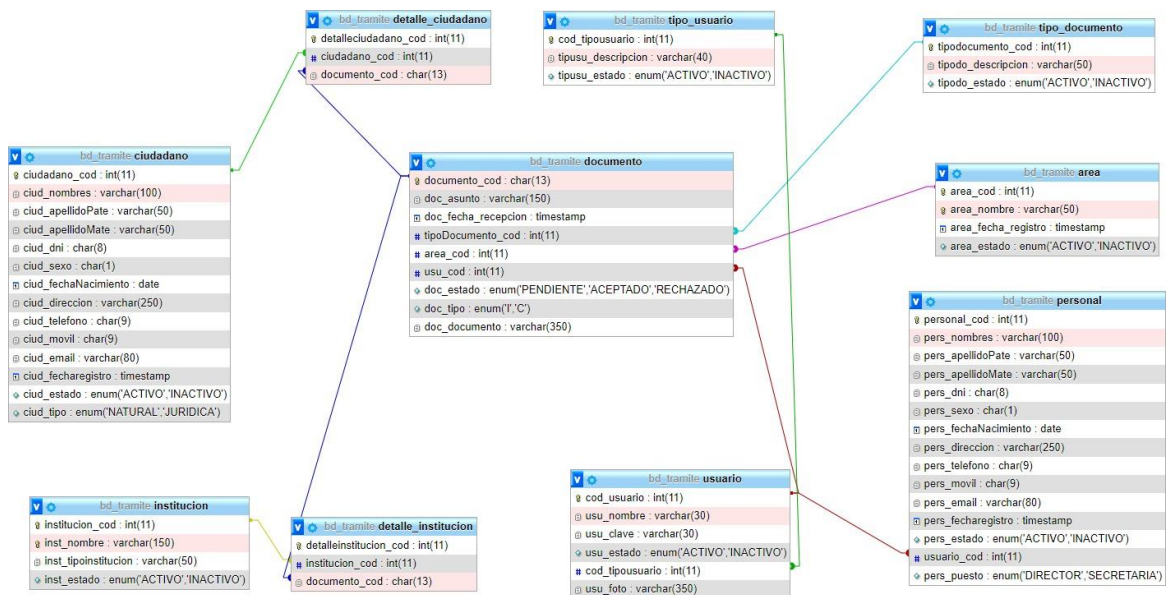 bd_tramite detalle_ciudadano
detalleciudadano_cod : int(11)
ciudadano_cod : int(11)
documento_cod : char(13)
bd_tramite tipo_usuario
cod_tipousuario : int(11)
tipusu_descripcion : varchar(40)
tipusu_estado : enum('ACTIVO','INACTIVO')
bd_tramite tipo_documento
tipodocumento_cod : int(11)
tipodo_descripcion : varchar(50)
tipodo_estado : enum('ACTIVO','INACTIVO')
bd_tramite ciudadano
ciudadano_cod : int(11)
ciud_nombres : varchar(100)
ciud_apellidoPate : varchar(50)
ciud_apellidoMate : varchar(50)
ciud_dni : char(8)
ciud_sexo : char(1)
ciud_fechaNacimiento : date
ciud_direccion : varchar(250)
ciud_telefono : char(9)
ciud_movil : char(9)
ciud_email : varchar(80)
ciud_fecharegistro : timestamp
ciud_estado : enum('ACTIVO','INACTIVO')
ciud_tipo : enum('NATURAL','JURIDICA')
bd_tramite documento
documento_cod : char(13)
doc_asunto : varchar(150)
doc_fecha_recepcion : timestamp
tipoDocumento_cod : int(11)
area_cod : int(11)
usu_cod : int(11)
doc_estado : enum('PENDIENTE','ACEPTADO','RECHAZADO')
doc_tipo : enum('I','C')
doc_documento : varchar(350)
bd_tramite area
area_cod : int(11)
area_nombre : varchar(50)
area_fecha_registro : timestamp
area_estado : enum('ACTIVO','INACTIVO')
bd_tramite personal
personal_cod : int(11)
pers_nombres : varchar(100)
pers_apellidoPate : varchar(50)
pers_apellidoMate : varchar(50)
pers_dni : char(8)
pers_sexo : char(1)
pers_fechaNacimiento : date
pers_direccion : varchar(250)
pers_telefono : char(9)
pers_movil : char(9)
pers_email : varchar(80)
pers_fecharegistro : timestamp
pers_estado : enum('ACTIVO','INACTIVO')
usuario_cod : int(11)
pers_puesto : enum('DIRECTOR','SECRETARIA')
bd_tramite institucion
institucion_cod : int(11)
inst_nombre : varchar(150)
inst_tipoinstitucion : varchar(50)
inst_estado : enum('ACTIVO','INACTIVO')
bd_tramite detalle_institucion
detalleinstitucion_cod : int(11)
institucion_cod : int(11)
documento_cod : char(13)
bd_tramite usuario
cod_usuario : int(11)
usu_nombre : varchar(30)
usu_clave : varchar(30)
usu_estado : enum('ACTIVO','INACTIVO')
cod_tipousuario : int(11)
usu_foto : varchar(350)